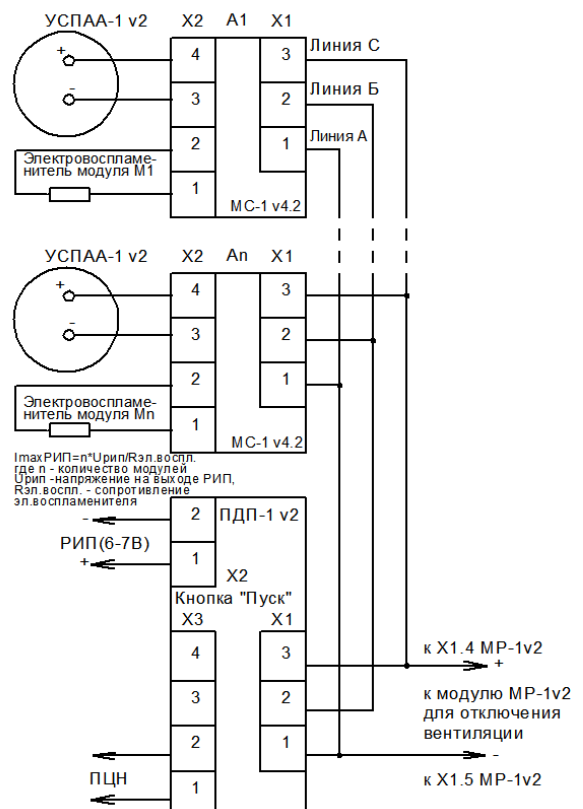 УСПАА-1 v2 X2 A1 X1
+ 4 3 Линия С
- 3 2 Линия Б
2 1 Линия А
Электровоспламе-
нитель модуля М1
1
МС-1 v4.2
УСПАА-1 v2 X2 An X1
+ 4 3
- 3 2
2 1
Электровоспламе-
нитель модуля Мn
1
МС-1 v4.2
ImaxРИП=n*Uрип/Rэл.воспл.
где n - количество модулей
Uрип -напряжение на выходе РИП,
Rэл.воспл. - сопротивление
эл.воспламенителя
- 2 ПДП-1 v2
РИП(6-7В)
+ 1
X2
Кнопка "Пуск"
X3 X1
4 3 к Х1.4 МР-1v2
+
3 2 к модулю МР-1v2
для отключения
вентиляции
2 1 -
ПЦН к Х1.5 МР-1v2
1